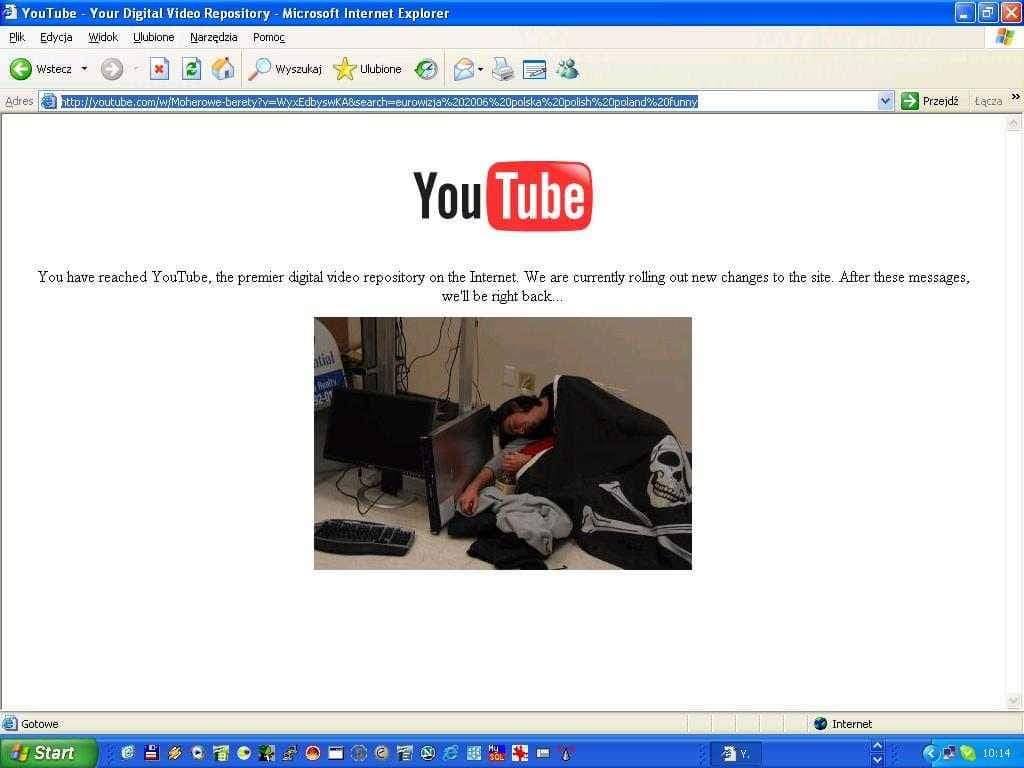 YouTube - Your Digital Video Repository - Microsoft Internet Explorer
Plik Edycja Widok Ulubione Narzędzia Pomoc
Wstecz Wyszukaj Ulubione
Adres http://youtube.com/w/Moherowe-berety?v=WyxEdbyswKA&search=eurowizja%202006%20polska%20polish%20poland%20funny Przejdź Łącza »
YouTube
You have reached YouTube, the premier digital video repository on the Internet. We are currently rolling out new changes to the site. After these messages,
we'll be right back...
Realty
Gotowe Internet
Start Y. 10:14